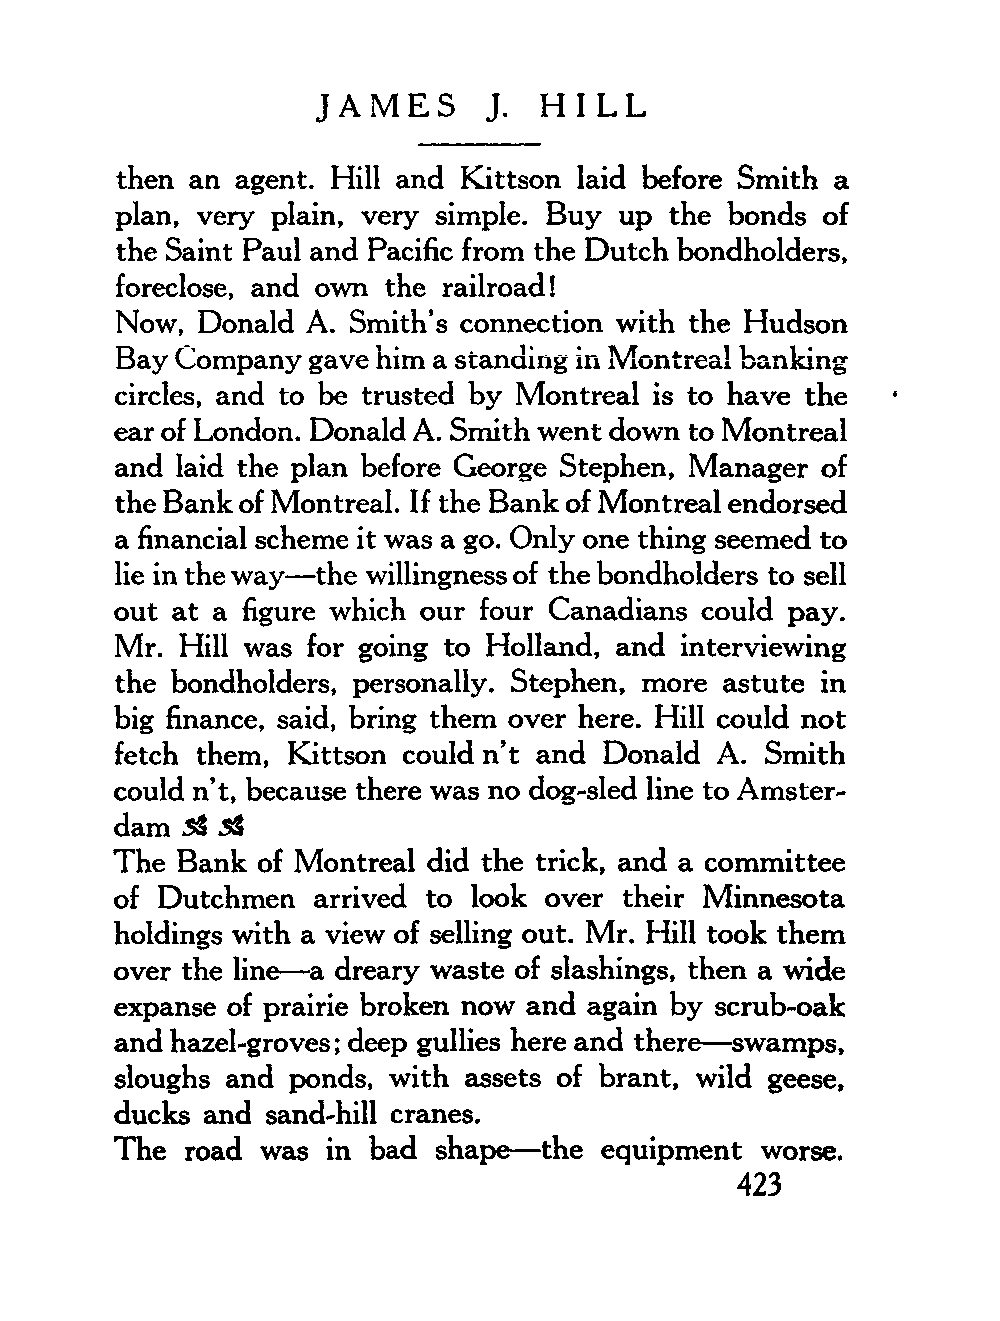 JAMES J. HILL
then an agent. Hill and Kittson laid before Smith a
plan, very plain, very simple. Buy up the bonds of
the Saint Paul and Pacific from the Dutch bondholders,
foreclose, and own the railroad!
Now, Donald A. Smith's connection with the Hudson
Bay Company gave him a standing in Montreal banking
circles, and to be trusted by Montreal is to have the
ear of London. Donald A. Smith went down to Montreal
and laid the plan before George Stephen, Manager of
the Bank of Montreal. If the Bank of Montreal endorsed
a financial scheme it was a go. Only one thing seemed to
lie in the way—the willingness of the bondholders to sell
out at a figure which our four Canadians could pay.
Mr. Hill was for going to Holland, and interviewing
the bondholders, personally. Stephen, more astute in
big finance, said, bring them over here. Hill could not
fetch them, Kittson could n't and Donald A. Smith
could n't, because there was no dog-sled line to Amster-
dam
The Bank of Montreal did the trick, and a committee
of Dutchmen arrived to look over their Minnesota
holdings with a view of selling out. Mr. Hill took them
over the line—a dreary waste of slashings, then a wide
expanse of prairie broken now and again by scrub-oak
and hazel-groves; deep gullies here and there—swamps,
sloughs and ponds, with assets of brant, wild geese,
ducks and sand-hill cranes.
The road was in bad shape—the equipment worse.
423